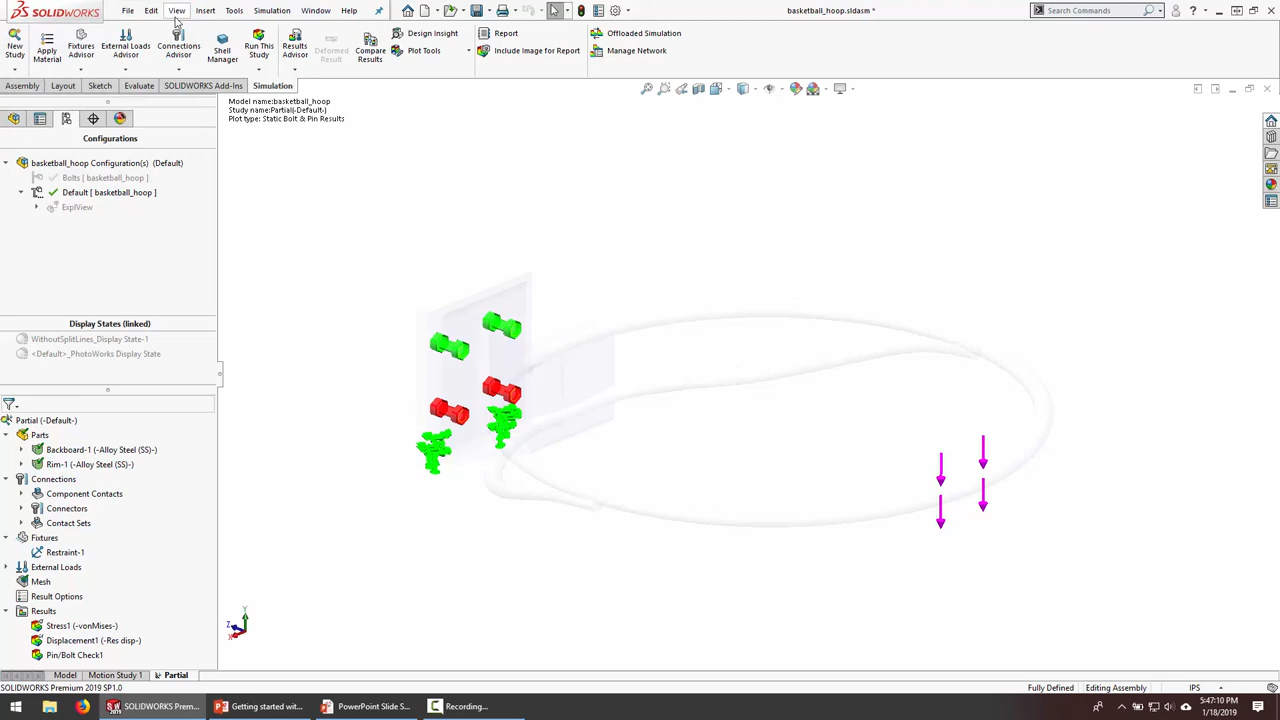 SOLIDWORKS File Edit View Insert Tools Simulation Window Help basketball_hoop.sldasm * Search Commands
New Study
Apply Material
Fixtures Advisor
External Loads Advisor
Connections Advisor
Shell Manager
Run This Study
Results Advisor
Deformed Result
Compare Results
Design Insight
Plot Tools
Report
Include Image for Report
Offloaded Simulation
Manage Network
Assembly Layout Sketch Evaluate SOLIDWORKS Add-Ins Simulation
Model name:basketball_hoop
Study name:Partial(-Default-)
Plot type: Static Bolt & Pin Results
Configurations
basketball_hoop Configuration(s) (Default)
Bolts [ basketball_hoop ]
Default [ basketball_hoop ]
ExplView
Display States (linked)
WithoutSplitLines_Display State-1
<Default>_PhotoWorks Display State
Partial (-Default-)
Parts
Backboard-1 (-Alloy Steel (SS)-)
Rim-1 (-Alloy Steel (SS)-)
Connections
Component Contacts
Connectors
Contact Sets
Fixtures
Restraint-1
External Loads
Mesh
Result Options
Results
Stress1 (-vonMises-)
Displacement1 (-Res disp-)
Pin/Bolt Check1
Y
Z
X
Model Motion Study 1 Partial
SOLIDWORKS Premium 2019 SP1.0 Fully Defined Editing Assembly IPS
SOLIDWORKS Prem... Getting started wit... PowerPoint Slide S... Recording... 5:47:10 PM
1/18/2019